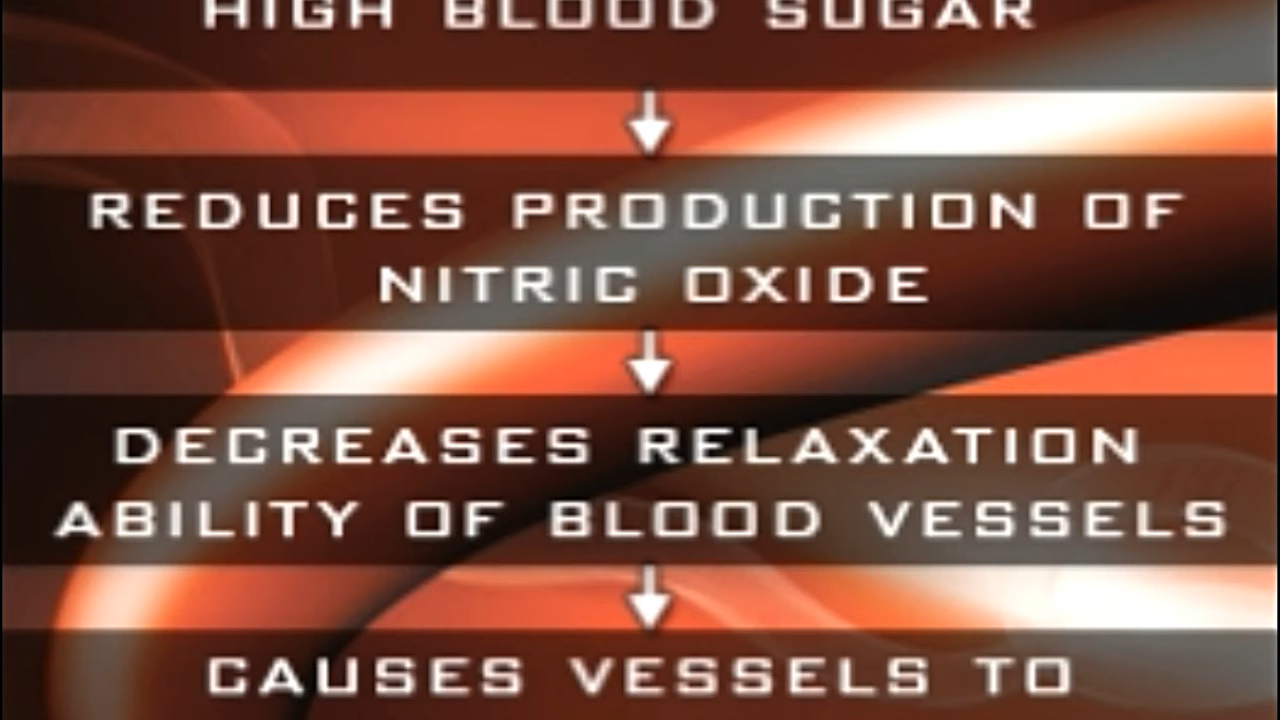 HIGH BLOOD SUGAR
REDUCES PRODUCTION OF
NITRIC OXIDE
DECREASES RELAXATION
ABILITY OF BLOOD VESSELS
CAUSES VESSELS TO